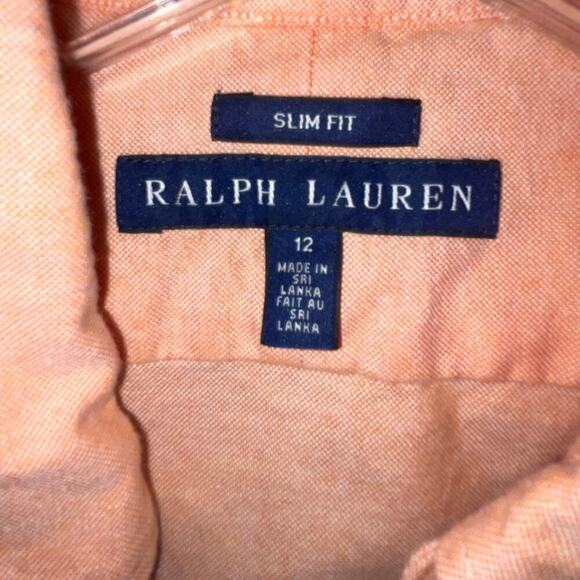 SLIM FIT
RALPH LAUREN
12
MADE IN
SRI
LANKA
FAIT AU
SRI
LANKA